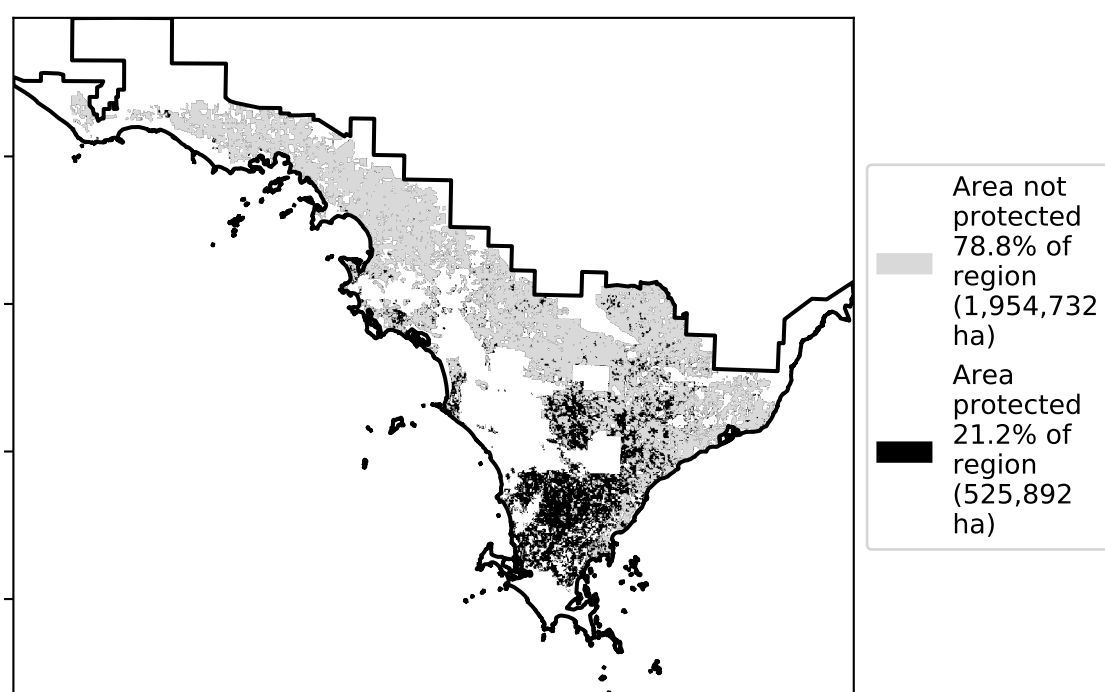 Area not
protected
78.8% of
region
(1,954,732
ha)
Area
protected
21.2% of
region
(525,892
ha)